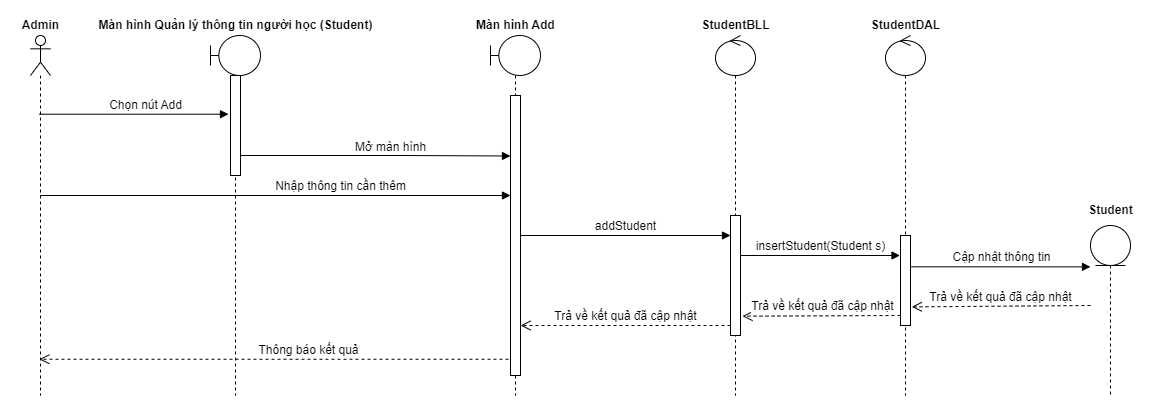 Admin
Màn hình Quản lý thông tin người học (Student)
Màn hình Add
StudentBLL
StudentDAL
Chọn nút Add
Mở màn hình
Nhập thông tin cần thêm
Student
addStudent
insertStudent(Student s)
Cập nhật thông tin
Trả về kết quả đã cập nhật
Trả về kết quả đã cập nhật
Trả về kết quả đã cập nhật
Thông báo kết quả